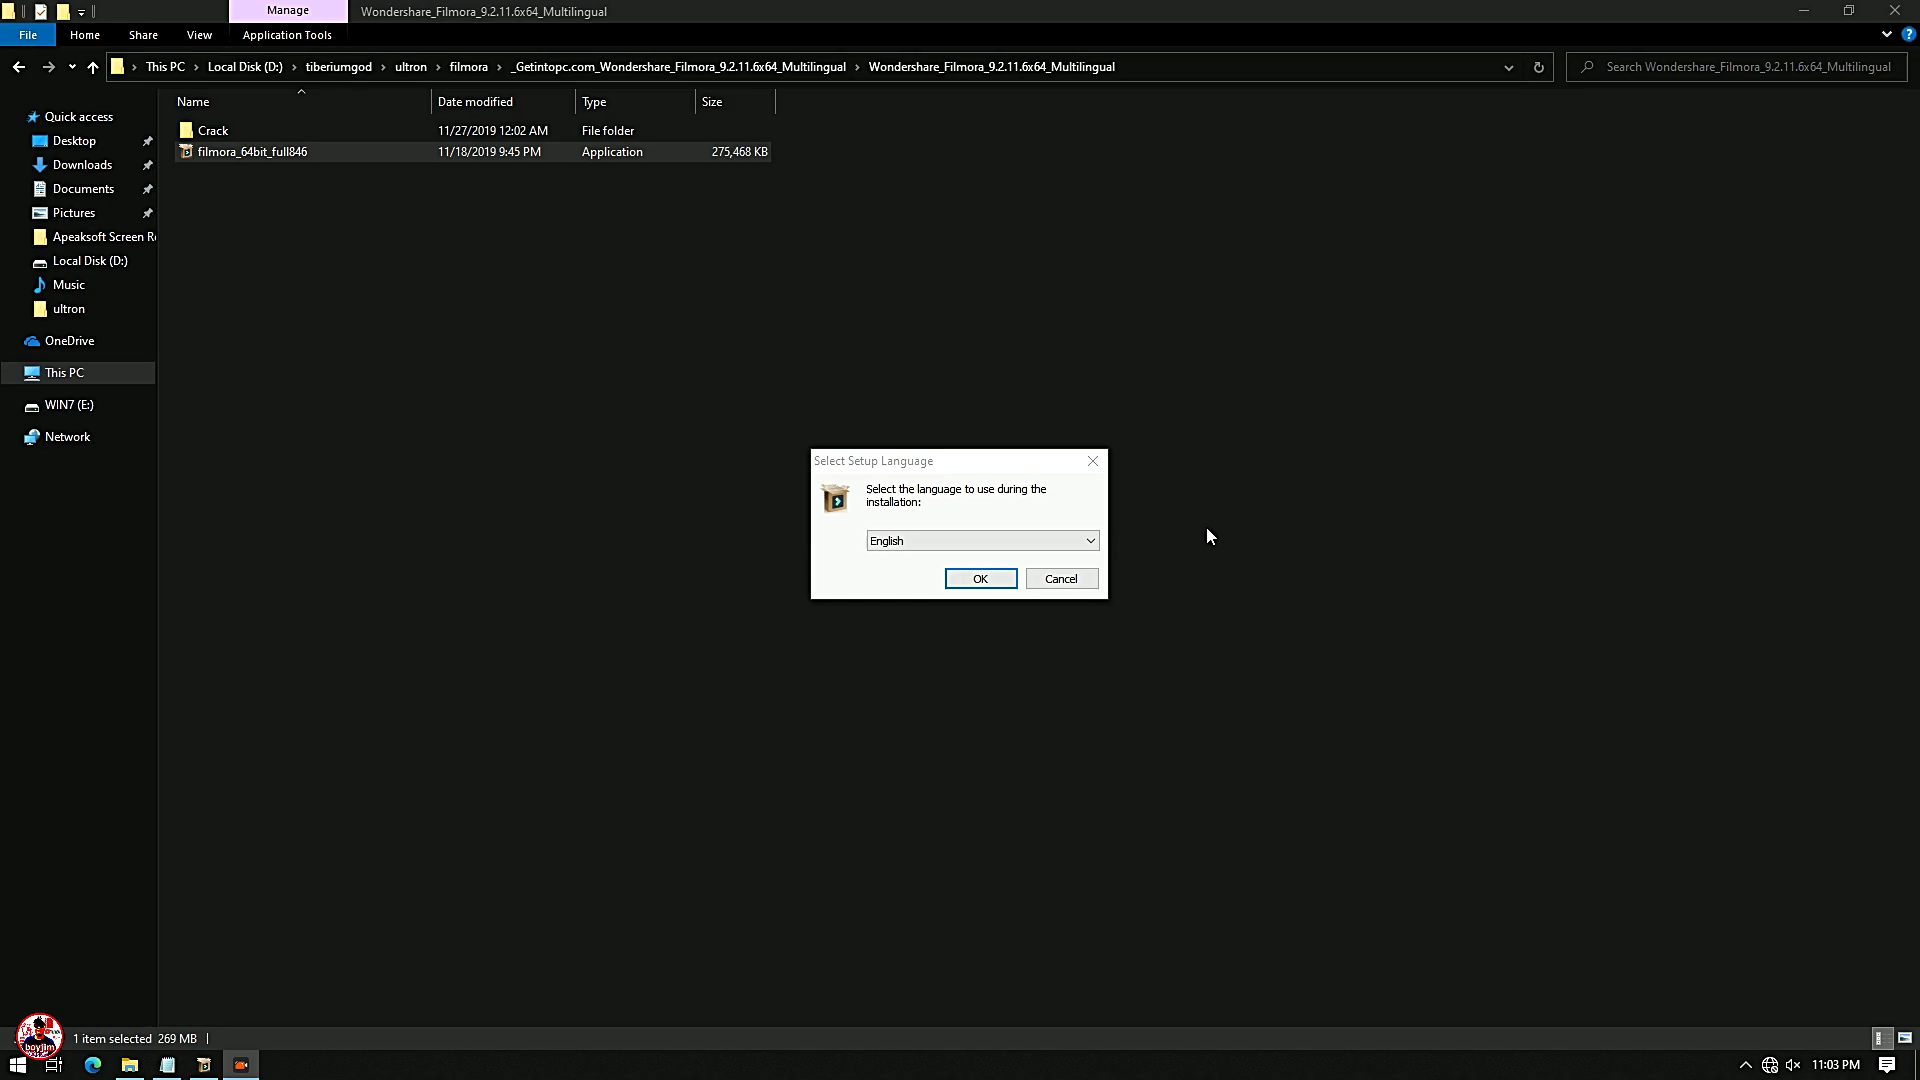 Manage
Wondershare_Filmora_9.2.11.6x64_Multilingual
File Home Share View Application Tools
This PC Local Disk (D:) tiberiumgod ultron filmora _Getintopc.com_Wondershare_Filmora_9.2.11.6x64_Multilingual Wondershare_Filmora_9.2.11.6x64_Multilingual
Search Wondershare_Filmora_9.2.11.6x64_Multilingual
Name Date modified Type Size
Crack 11/27/2019 12:02 AM File folder
filmora_64bit_full846 11/18/2019 9:45 PM Application 275,468 KB
Quick access
Desktop
Downloads
Documents
Pictures
Apeaksoft Screen Re
Local Disk (D:)
Music
ultron
OneDrive
This PC
WIN7 (E:)
Network
Select Setup Language
Select the language to use during the
installation:
English
OK Cancel
boyjim
1 item selected 269 MB
11:03 PM